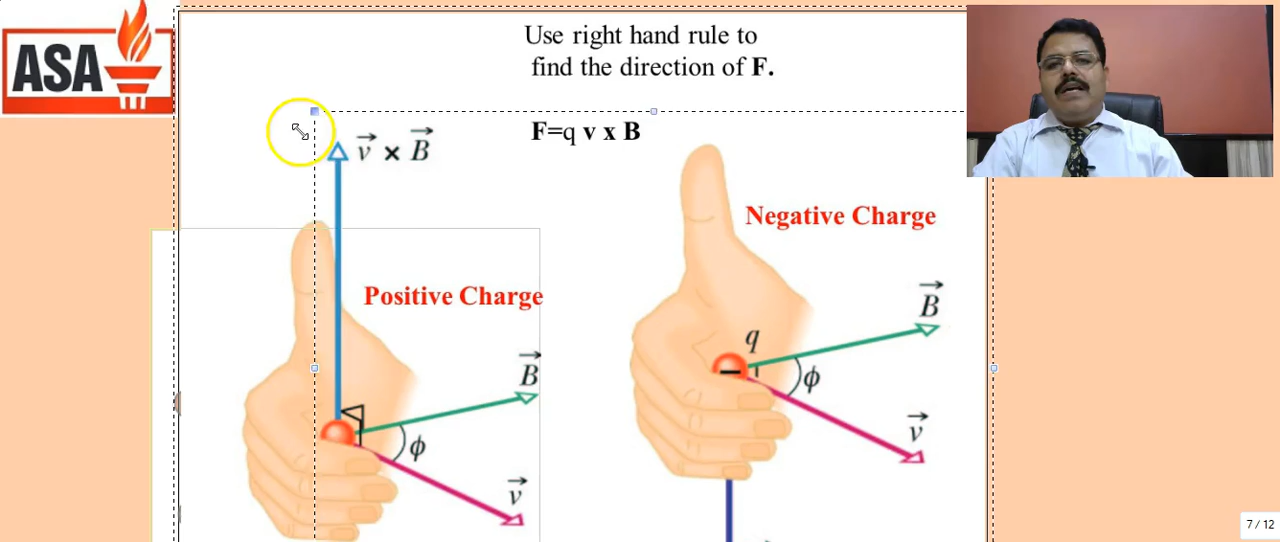 ASA
Use right hand rule to
find the direction of F.
F=q v x B
v⃗ × B⃗
Negative Charge
Positive Charge
B⃗
q
ϕ
v⃗
B⃗
ϕ
v⃗
7 / 12